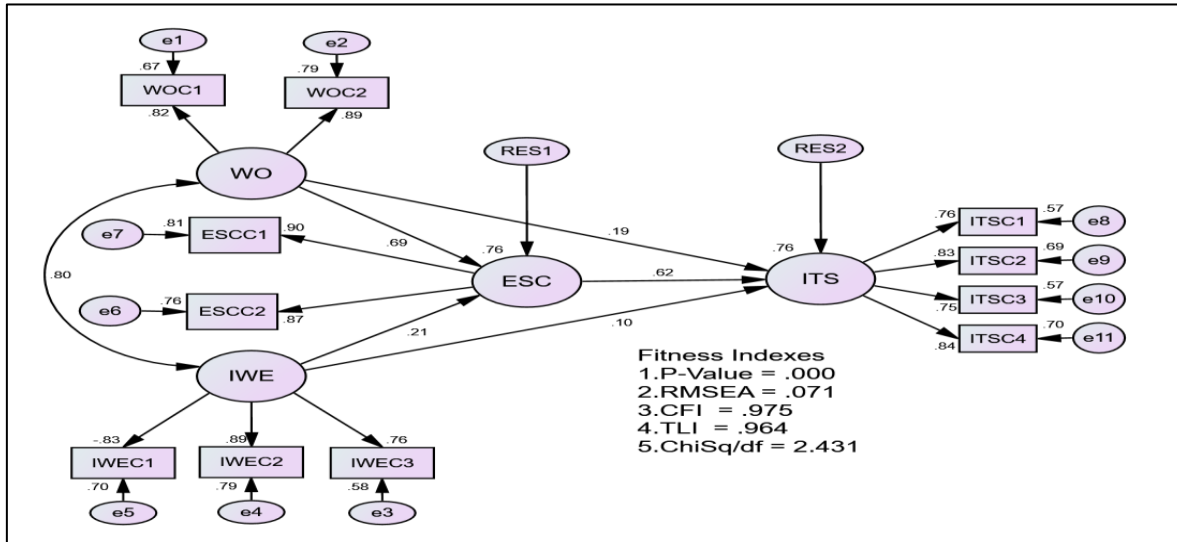 e1
e2
.67
.79
WOC1
WOC2
.82
.89
RES1
RES2
WO
e7
.81
ESCC1
.90
.69
.76
.19
.76
.76
ITSC1
.57
e8
.83
ITSC2
.69
e9
.80
ESC
.62
ITS
e6
.76
ESCC2
.87
.75
ITSC3
.57
e10
.21
.10
.84
ITSC4
.70
e11
IWE
Fitness Indexes
1.P-Value = .000
2.RMSEA = .071
3.CFI = .975
4.TLI = .964
5.ChiSq/df = 2.431
-.83
.89
.76
IWEC1
IWEC2
IWEC3
.70
.79
.58
e5
e4
e3